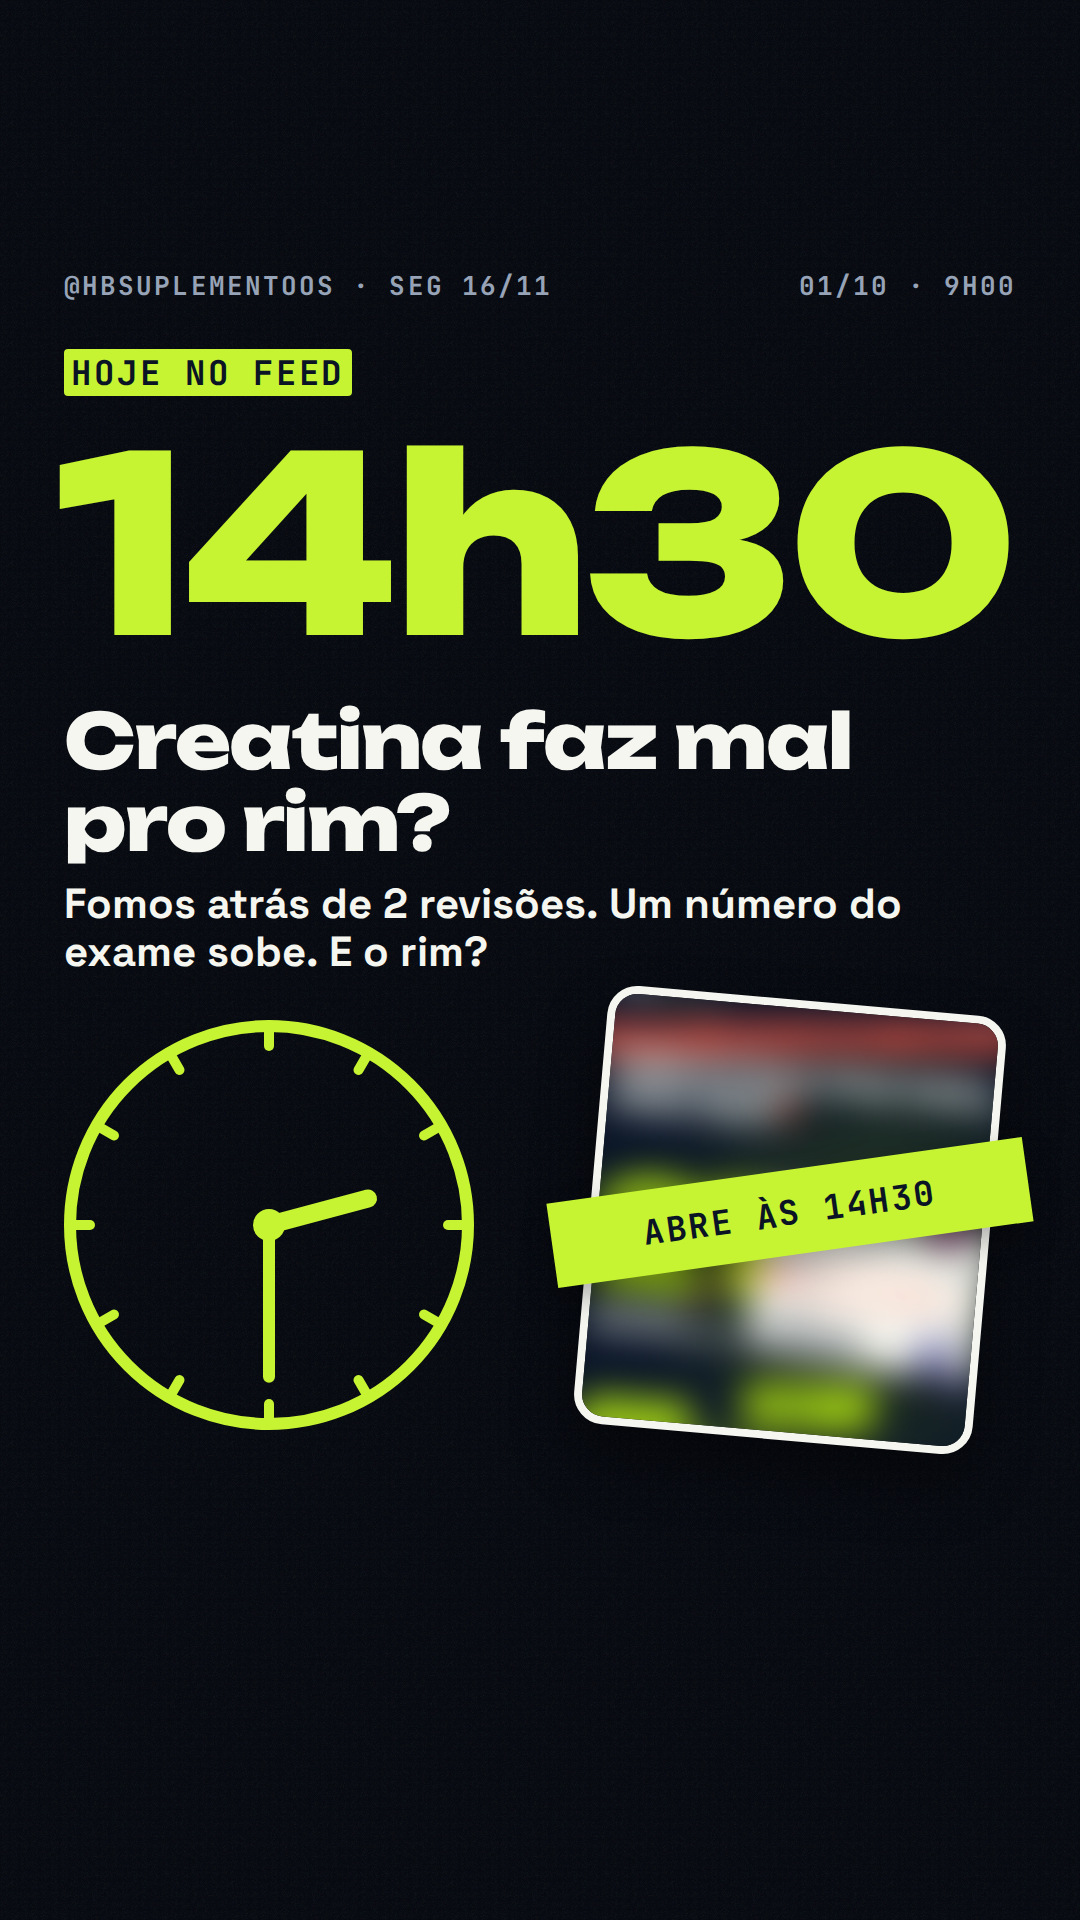 @HBSUPLEMENTOOS · SEG 16/11
01/10 · 9H00
HOJE NO FEED
14h30
Creatina faz mal
pro rim?
Fomos atrás de 2 revisões. Um número do
exame sobe. E o rim?
ABRE ÀS 14H30